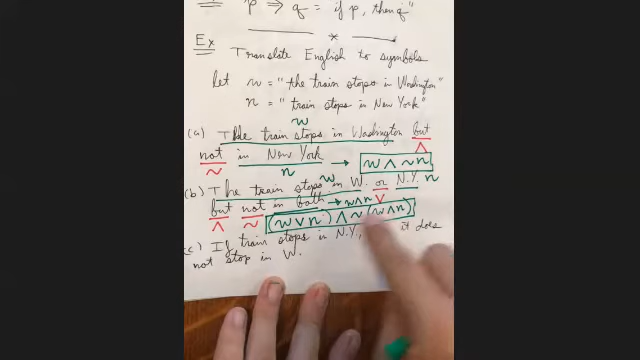 p ⇒ q = "if p, then q"
Ex Translate English to symbols
let w = "the train stops in Washington"
n = "train stops in New York"
w
(a) The train stops in Washington but
∧
not in New York → w ∧ ~n
~ n
w
(b) The train stops in W. or N.Y. n
∨
but not in both → w∧n
∧ ~ (w ∨ n) ∧ ~(w ∧ n)
(c) If train stops in N.Y., it does
not stop in W.